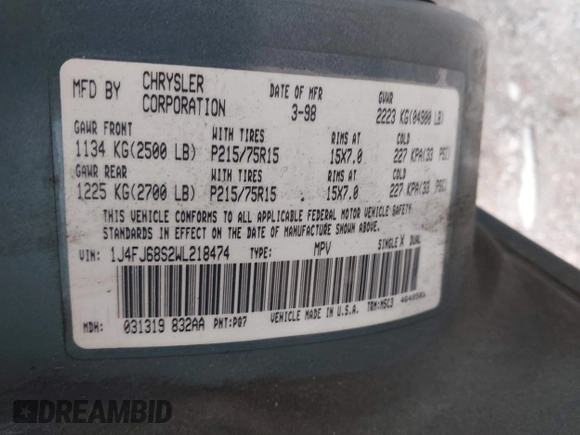 MFD BY CHRYSLER CORPORATION DATE OF MFR 3-98 GVWR 2223 KG(04900 LB)
GAWR FRONT WITH TIRES RIMS AT COLD
1134 KG(2500 LB) P215/75R15 15X7.0 227 KPA(33 PSI)
GAWR REAR WITH TIRES RIMS AT COLD
1225 KG(2700 LB) P215/75R15 15X7.0 227 KPA(33 PSI)
THIS VEHICLE CONFORMS TO ALL APPLICABLE FEDERAL MOTOR VEHICLE SAFETY
STANDARDS IN EFFECT ON THE DATE OF MANUFACTURE SHOWN ABOVE.
VIN: 1J4FJ68S2WL218474 TYPE: MPV SINGLE X DUAL
MDH: 031319 832AA PNT:PG7 VEHICLE MADE IN U.S.A. TRM:MSC3
DREAMBID